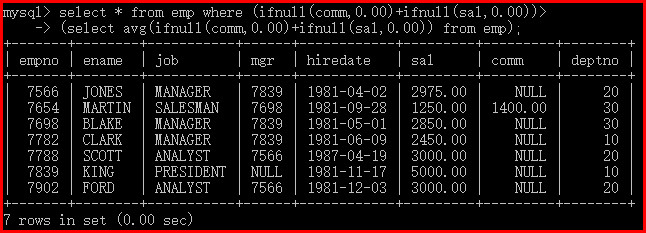 mysql> select * from emp where (ifnull(comm,0.00)+ifnull(sal,0.00))>
    -> (select avg(ifnull(comm,0.00)+ifnull(sal,0.00)) from emp);
+-------+--------+-----------+------+------------+---------+---------+--------+
| empno | ename  | job       | mgr  | hiredate   | sal     | comm    | deptno |
+-------+--------+-----------+------+------------+---------+---------+--------+
|  7566 | JONES  | MANAGER   | 7839 | 1981-04-02 | 2975.00 |    NULL |     20 |
|  7654 | MARTIN | SALESMAN  | 7698 | 1981-09-28 | 1250.00 | 1400.00 |     30 |
|  7698 | BLAKE  | MANAGER   | 7839 | 1981-05-01 | 2850.00 |    NULL |     30 |
|  7782 | CLARK  | MANAGER   | 7839 | 1981-06-09 | 2450.00 |    NULL |     10 |
|  7788 | SCOTT  | ANALYST   | 7566 | 1987-04-19 | 3000.00 |    NULL |     20 |
|  7839 | KING   | PRESIDENT | NULL | 1981-11-17 | 5000.00 |    NULL |     10 |
|  7902 | FORD   | ANALYST   | 7566 | 1981-12-03 | 3000.00 |    NULL |     20 |
+-------+--------+-----------+------+------------+---------+---------+--------+
7 rows in set (0.00 sec)